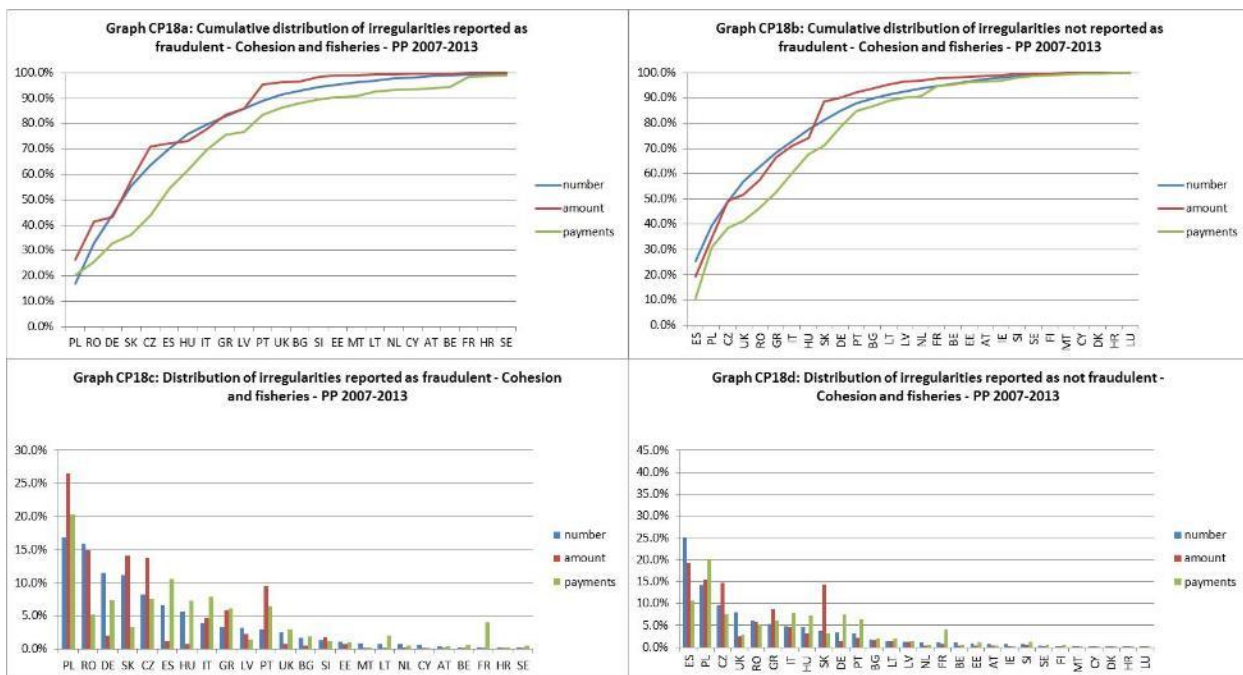 Graph CP18a: Cumulative distribution of irregularities reported as
fraudulent - Cohesion and fisheries - PP 2007-2013
100.0%
90.0%
80.0%
70.0%
60.0%
50.0%
40.0%
30.0%
20.0%
10.0%
0.0%
PL RO DE SK CZ ES HU IT GR LV PT UK BG SI EE MT LT NL CY AT BE FR HR SE
number
amount
payments
Graph CP18b: Cumulative distribution of irregularities not reported as
fraudulent - Cohesion and fisheries - PP 2007-2013
100.0%
90.0%
80.0%
70.0%
60.0%
50.0%
40.0%
30.0%
20.0%
10.0%
0.0%
ES PL CZ UK RO GR IT HU SK DE PT BG LT LV NL FR BE EE AT IE SI SE FI MT CY DK HR LU
number
amount
payments
Graph CP18c: Distribution of irregularities reported as fraudulent - Cohesion
and fisheries - PP 2007-2013
30.0%
25.0%
20.0%
15.0%
10.0%
5.0%
0.0%
PL RO DE SK CZ ES HU IT GR LV PT UK BG SI EE MT LT NL CY AT BE FR HR SE
number
amount
payments
Graph CP18d: Distribution of irregularities reported as not fraudulent -
Cohesion and fisheries - PP 2007-2013
45.0%
40.0%
35.0%
30.0%
25.0%
20.0%
15.0%
10.0%
5.0%
0.0%
ES PL CZ UK RO GR IT HU SK DE PT BG LT LV NL FR BE EE AT IE SI SE FI MT CY DK HR LU
number
amount
payments